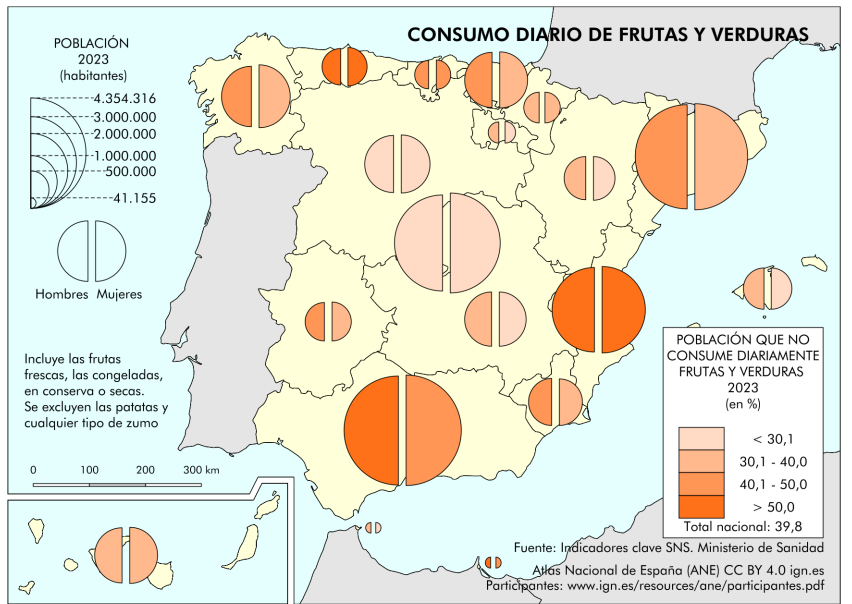 CONSUMO DIARIO DE FRUTAS Y VERDURAS
POBLACIÓN
2023
(habitantes)
4.354.316
3.000.000
2.000.000
1.000.000
500.000
41.155
Hombres Mujeres
Incluye las frutas
frescas, las congeladas,
en conserva o secas.
Se excluyen las patatas y
cualquier tipo de zumo
0 100 200 300 km
POBLACIÓN QUE NO
CONSUME DIARIAMENTE
FRUTAS Y VERDURAS
2023
(en %)
< 30,1
30,1 - 40,0
40,1 - 50,0
> 50,0
Total nacional: 39,8
Fuente: Indicadores clave SNS. Ministerio de Sanidad
Atlas Nacional de España (ANE) CC BY 4.0 ign.es
Participantes: www.ign.es/resources/ane/participantes.pdf